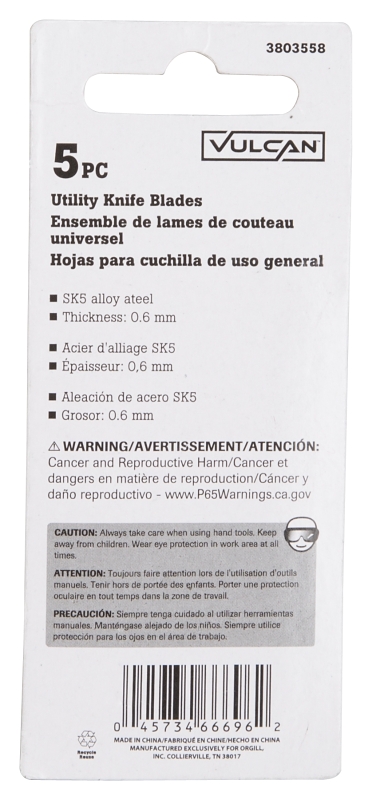 3803558
VULCAN
5 PC
Utility Knife Blades
Ensemble de lames de couteau
universel
Hojas para cuchilla de uso general
■ SK5 alloy ateel
■ Thickness: 0.6 mm
■ Acier d'alliage SK5
■ Épaisseur: 0,6 mm
■ Aleación de acero SK5
■ Grosor: 0.6 mm
⚠WARNING/AVERTISSEMENT/ATENCIÓN:
Cancer and Reproductive Harm/Cancer et
dangers en matière de reproduction/Cáncer y
daño reproductivo - www.P65Warnings.ca.gov
CAUTION: Always take care when using hand tools. Keep
away from children. Wear eye protection in work area at all
times.
ATTENTION: Toujours faire attention lors de l'utilisation d'outils
manuels. Tenir hors de portée des enfants. Porter une protection
oculaire en tout temps dans la zone de travail.
PRECAUCIÓN: Siempre tenga cuidado al utilizar herramientas
manuales. Manténgase alejado de los niños. Siempre utilice
protección para los ojos en el área de trabajo.
0 45734 66696 2
Recycle
Reuse
MADE IN CHINA/FABRIQUÉ EN CHINE/HECHO EN CHINA
MANUFACTURED EXCLUSIVELY FOR ORGILL,
INC. COLLIERVILLE, TN 38017